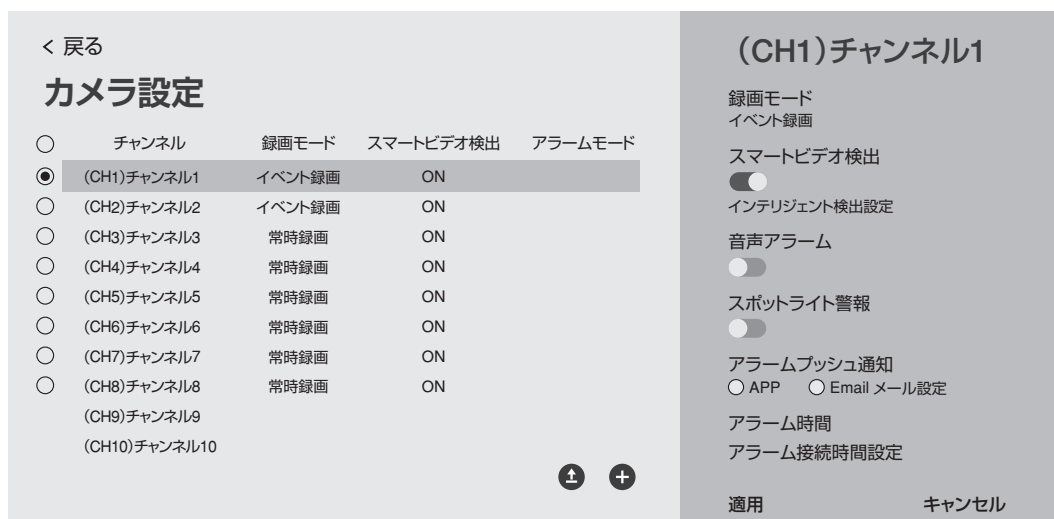 < 戻る
カメラ設定
チャンネル 録画モード スマートビデオ検出 アラームモード
(CH1)チャンネル1 イベント録画 ON
(CH2)チャンネル2 イベント録画 ON
(CH3)チャンネル3 常時録画 ON
(CH4)チャンネル4 常時録画 ON
(CH5)チャンネル5 常時録画 ON
(CH6)チャンネル6 常時録画 ON
(CH7)チャンネル7 常時録画 ON
(CH8)チャンネル8 常時録画 ON
(CH9)チャンネル9
(CH10)チャンネル10
(CH1)チャンネル1
録画モード
イベント録画
スマートビデオ検出
インテリジェント検出設定
音声アラーム
スポットライト警報
アラームプッシュ通知
APP Email メール設定
アラーム時間
アラーム接続時間設定
適用 キャンセル